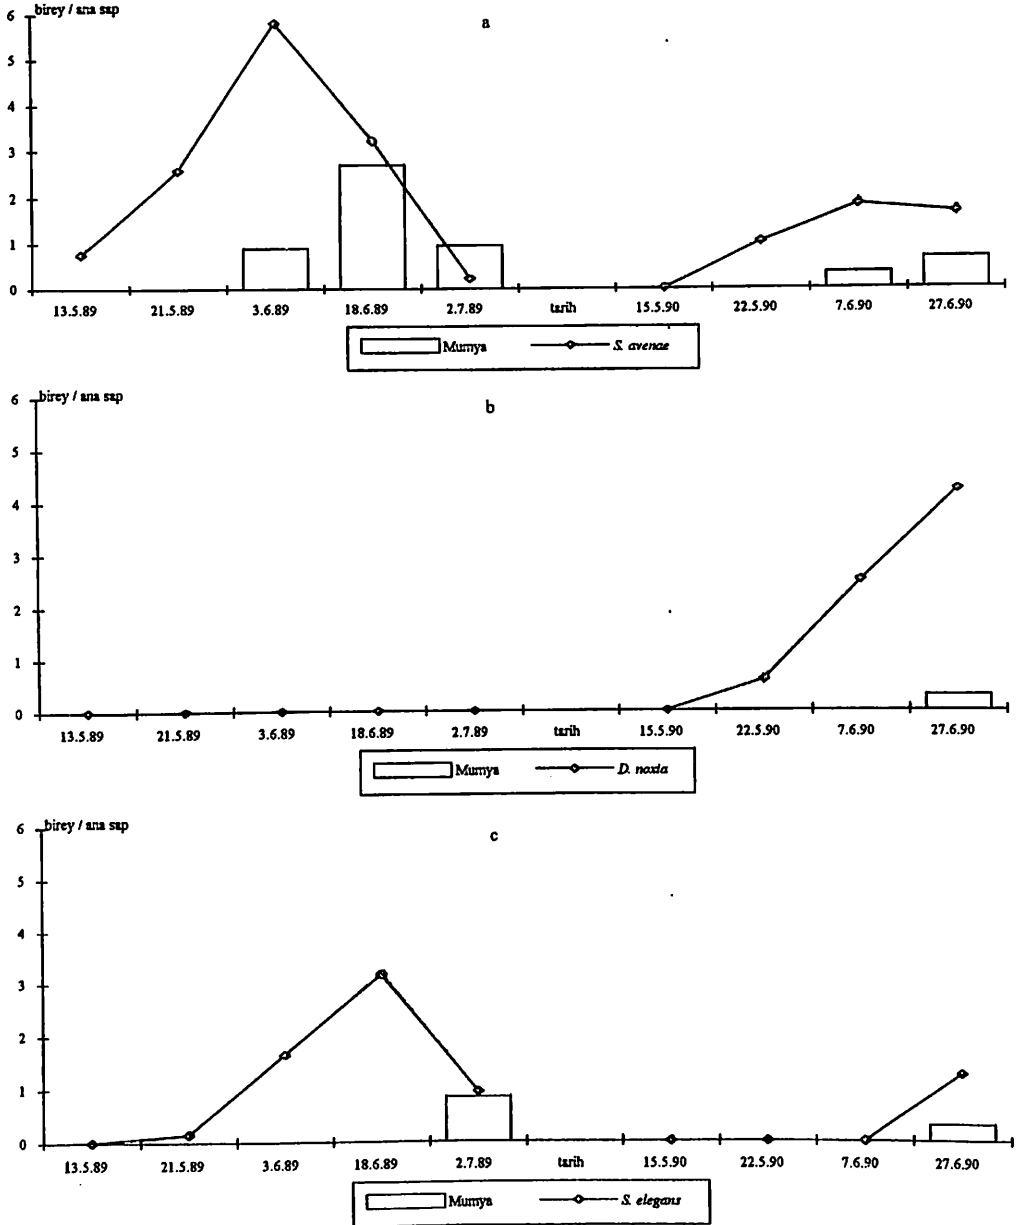 birey / ana sap
a
6
5
4
3
2
1
0
13.5.89 21.5.89 3.6.89 18.6.89 2.7.89 tarih 15.5.90 22.5.90 7.6.90 27.6.90
Mumya S. avenae
birey / ana sap
b
6
5
4
3
2
1
0
13.5.89 21.5.89 3.6.89 18.6.89 2.7.89 tarih 15.5.90 22.5.90 7.6.90 27.6.90
Mumya D. noxia
birey / ana sap
c
6
5
4
3
2
1
0
13.5.89 21.5.89 3.6.89 18.6.89 2.7.89 tarih 15.5.90 22.5.90 7.6.90 27.6.90
Mumya S. elegans